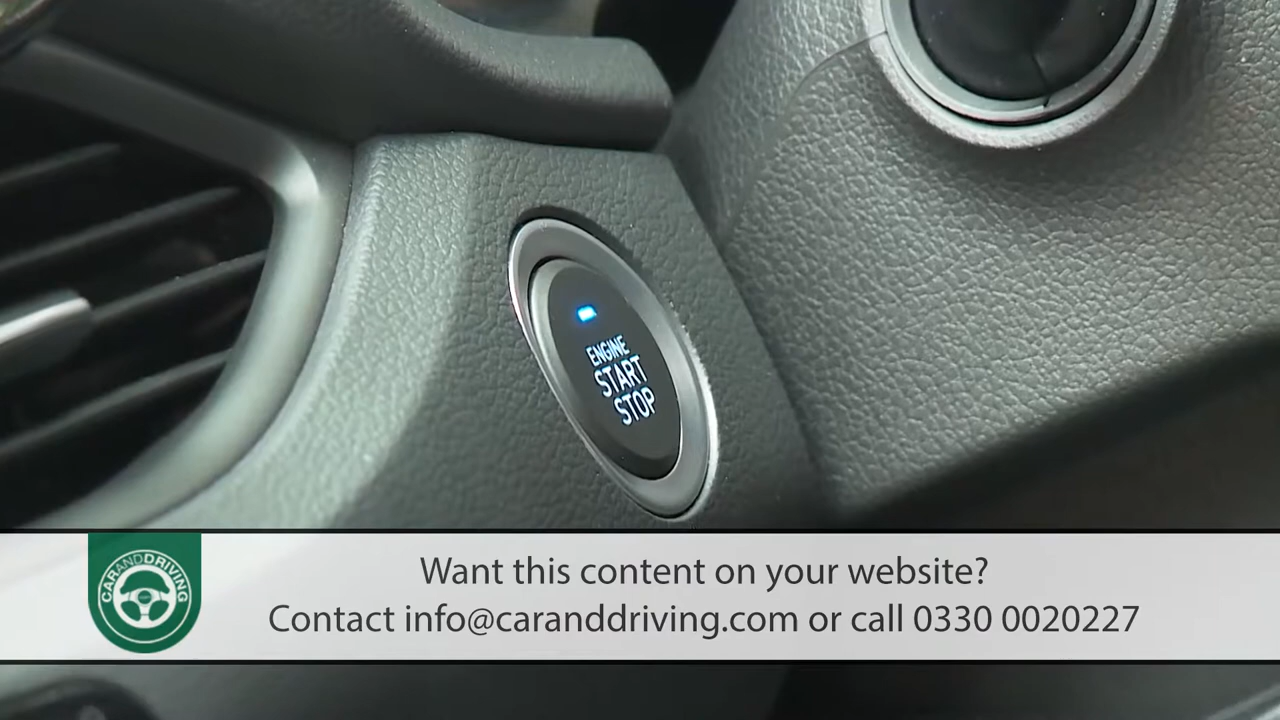 ENGINE
START
STOP
CARANDDRIVING
Want this content on your website?
Contact info@caranddriving.com or call 0330 0020227